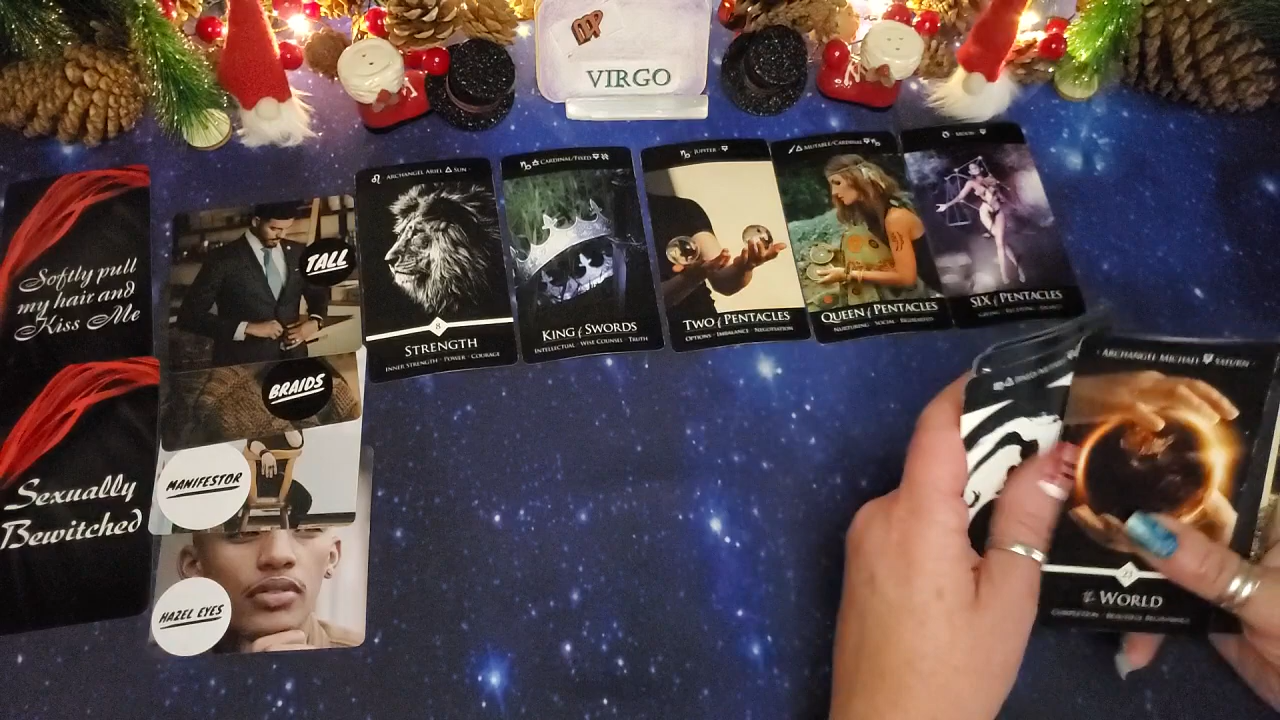 VIRGO
Softly pull
my hair and
Kiss Me
Sexually
Bewitched
TALL
BRAIDS
MANIFESTOR
HAZEL EYES
· ARCHANGEL ARIEL SUN ·
8
STRENGTH
INNER STRENGTH · POWER · COURAGE
CARDINAL/FIXED
KING of SWORDS
INTELLECTUAL · WISE COUNSEL · TRUTH
· JUPITER ·
TWO of PENTACLES
OPTIONS · IMBALANCE · NEGOTIATION
MUTABLE/CARDINAL
QUEEN of PENTACLES
NURTURING · SOCIAL ·
· MOON ·
SIX of PENTACLES
· ARCHANGEL MICHAEL SATURN ·
THE WORLD